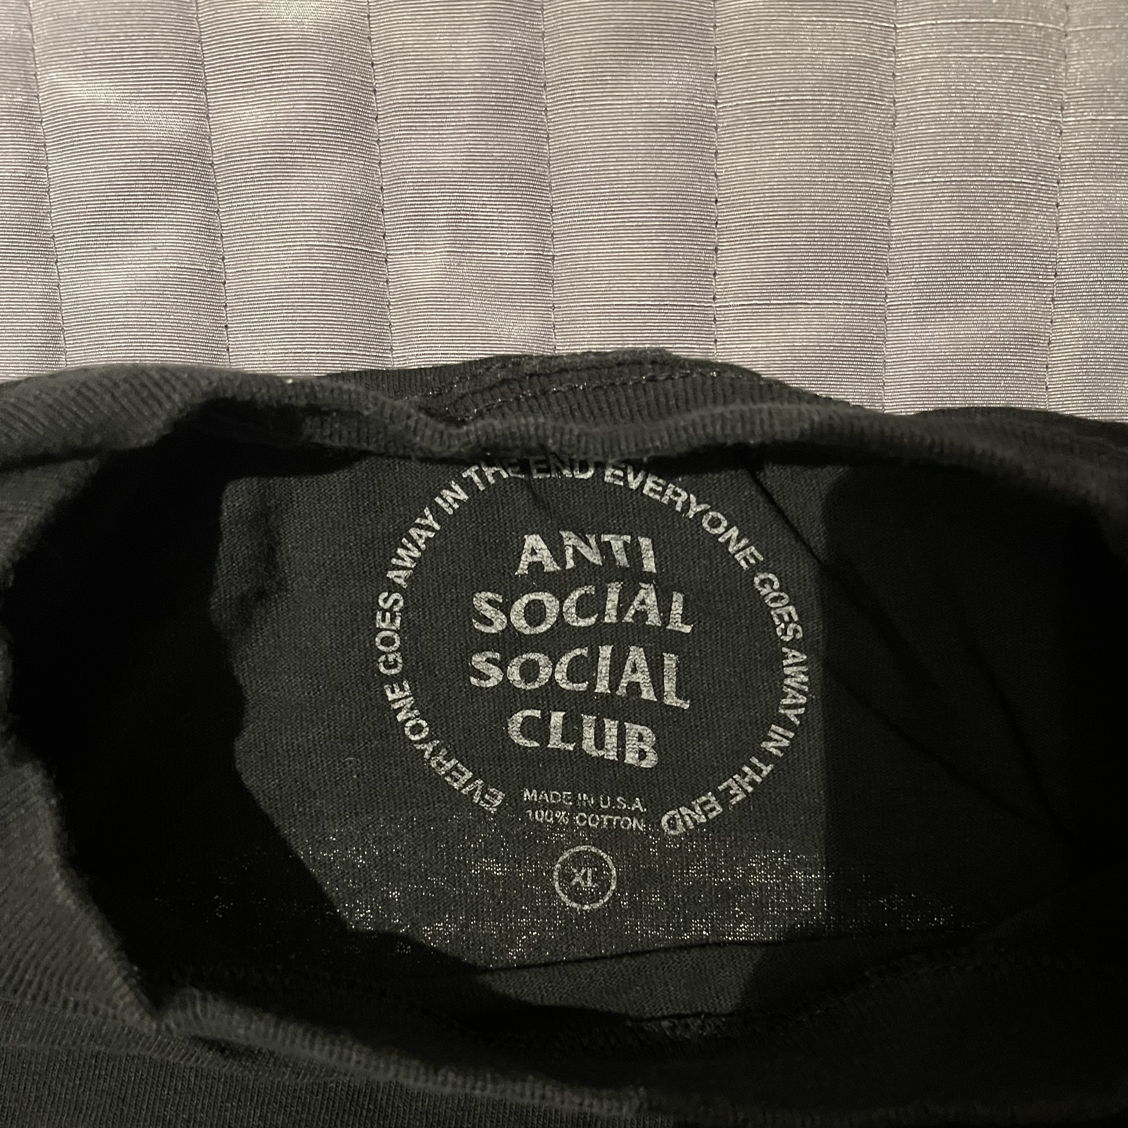 EVERYONE GOES AWAY IN THE END EVERYONE GOES AWAY IN THE END
ANTI
SOCIAL
SOCIAL
CLUB
MADE IN U.S.A.
100% COTTON
XL